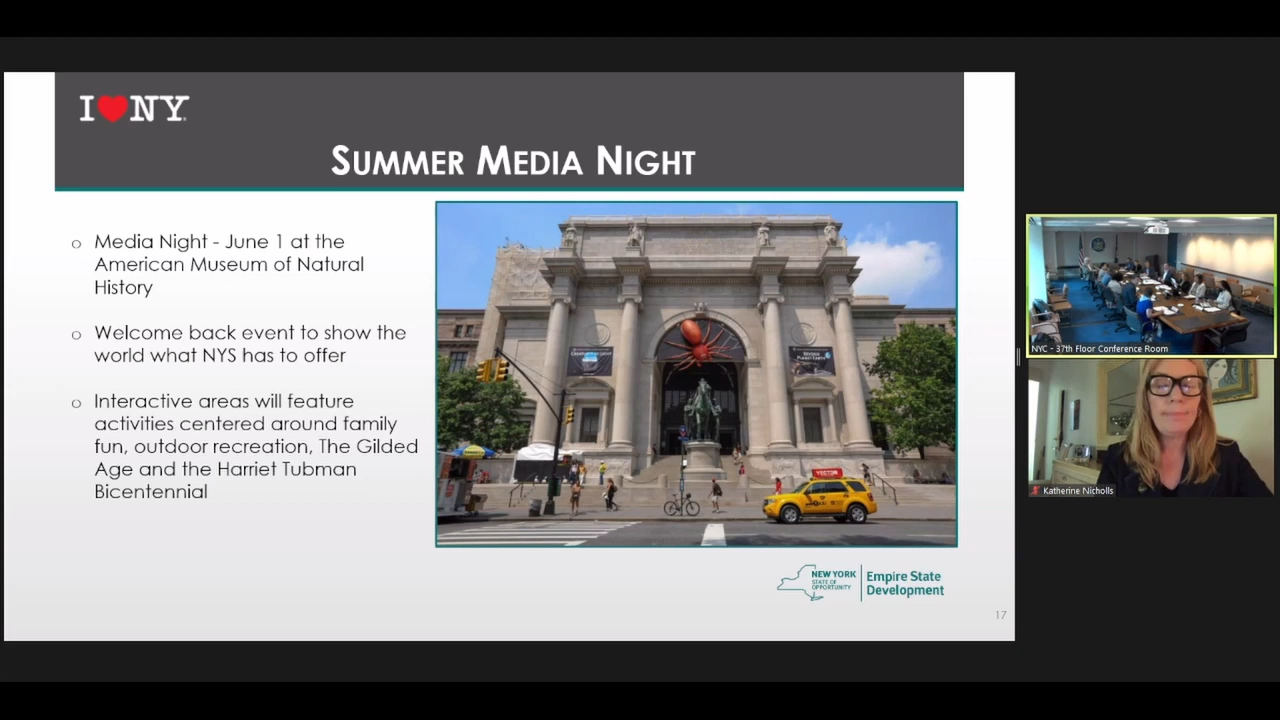 I NY
SUMMER MEDIA NIGHT
Media Night - June 1 at the
American Museum of Natural
History
Welcome back event to show the
world what NYS has to offer
Interactive areas will feature
activities centered around family
fun, outdoor recreation, The Gilded
Age and the Harriet Tubman
Bicentennial
VECTOR
NEW YORK
STATE OF
OPPORTUNITY
Empire State
Development
17
NYC - 37th Floor Conference Room
Katherine Nicholls